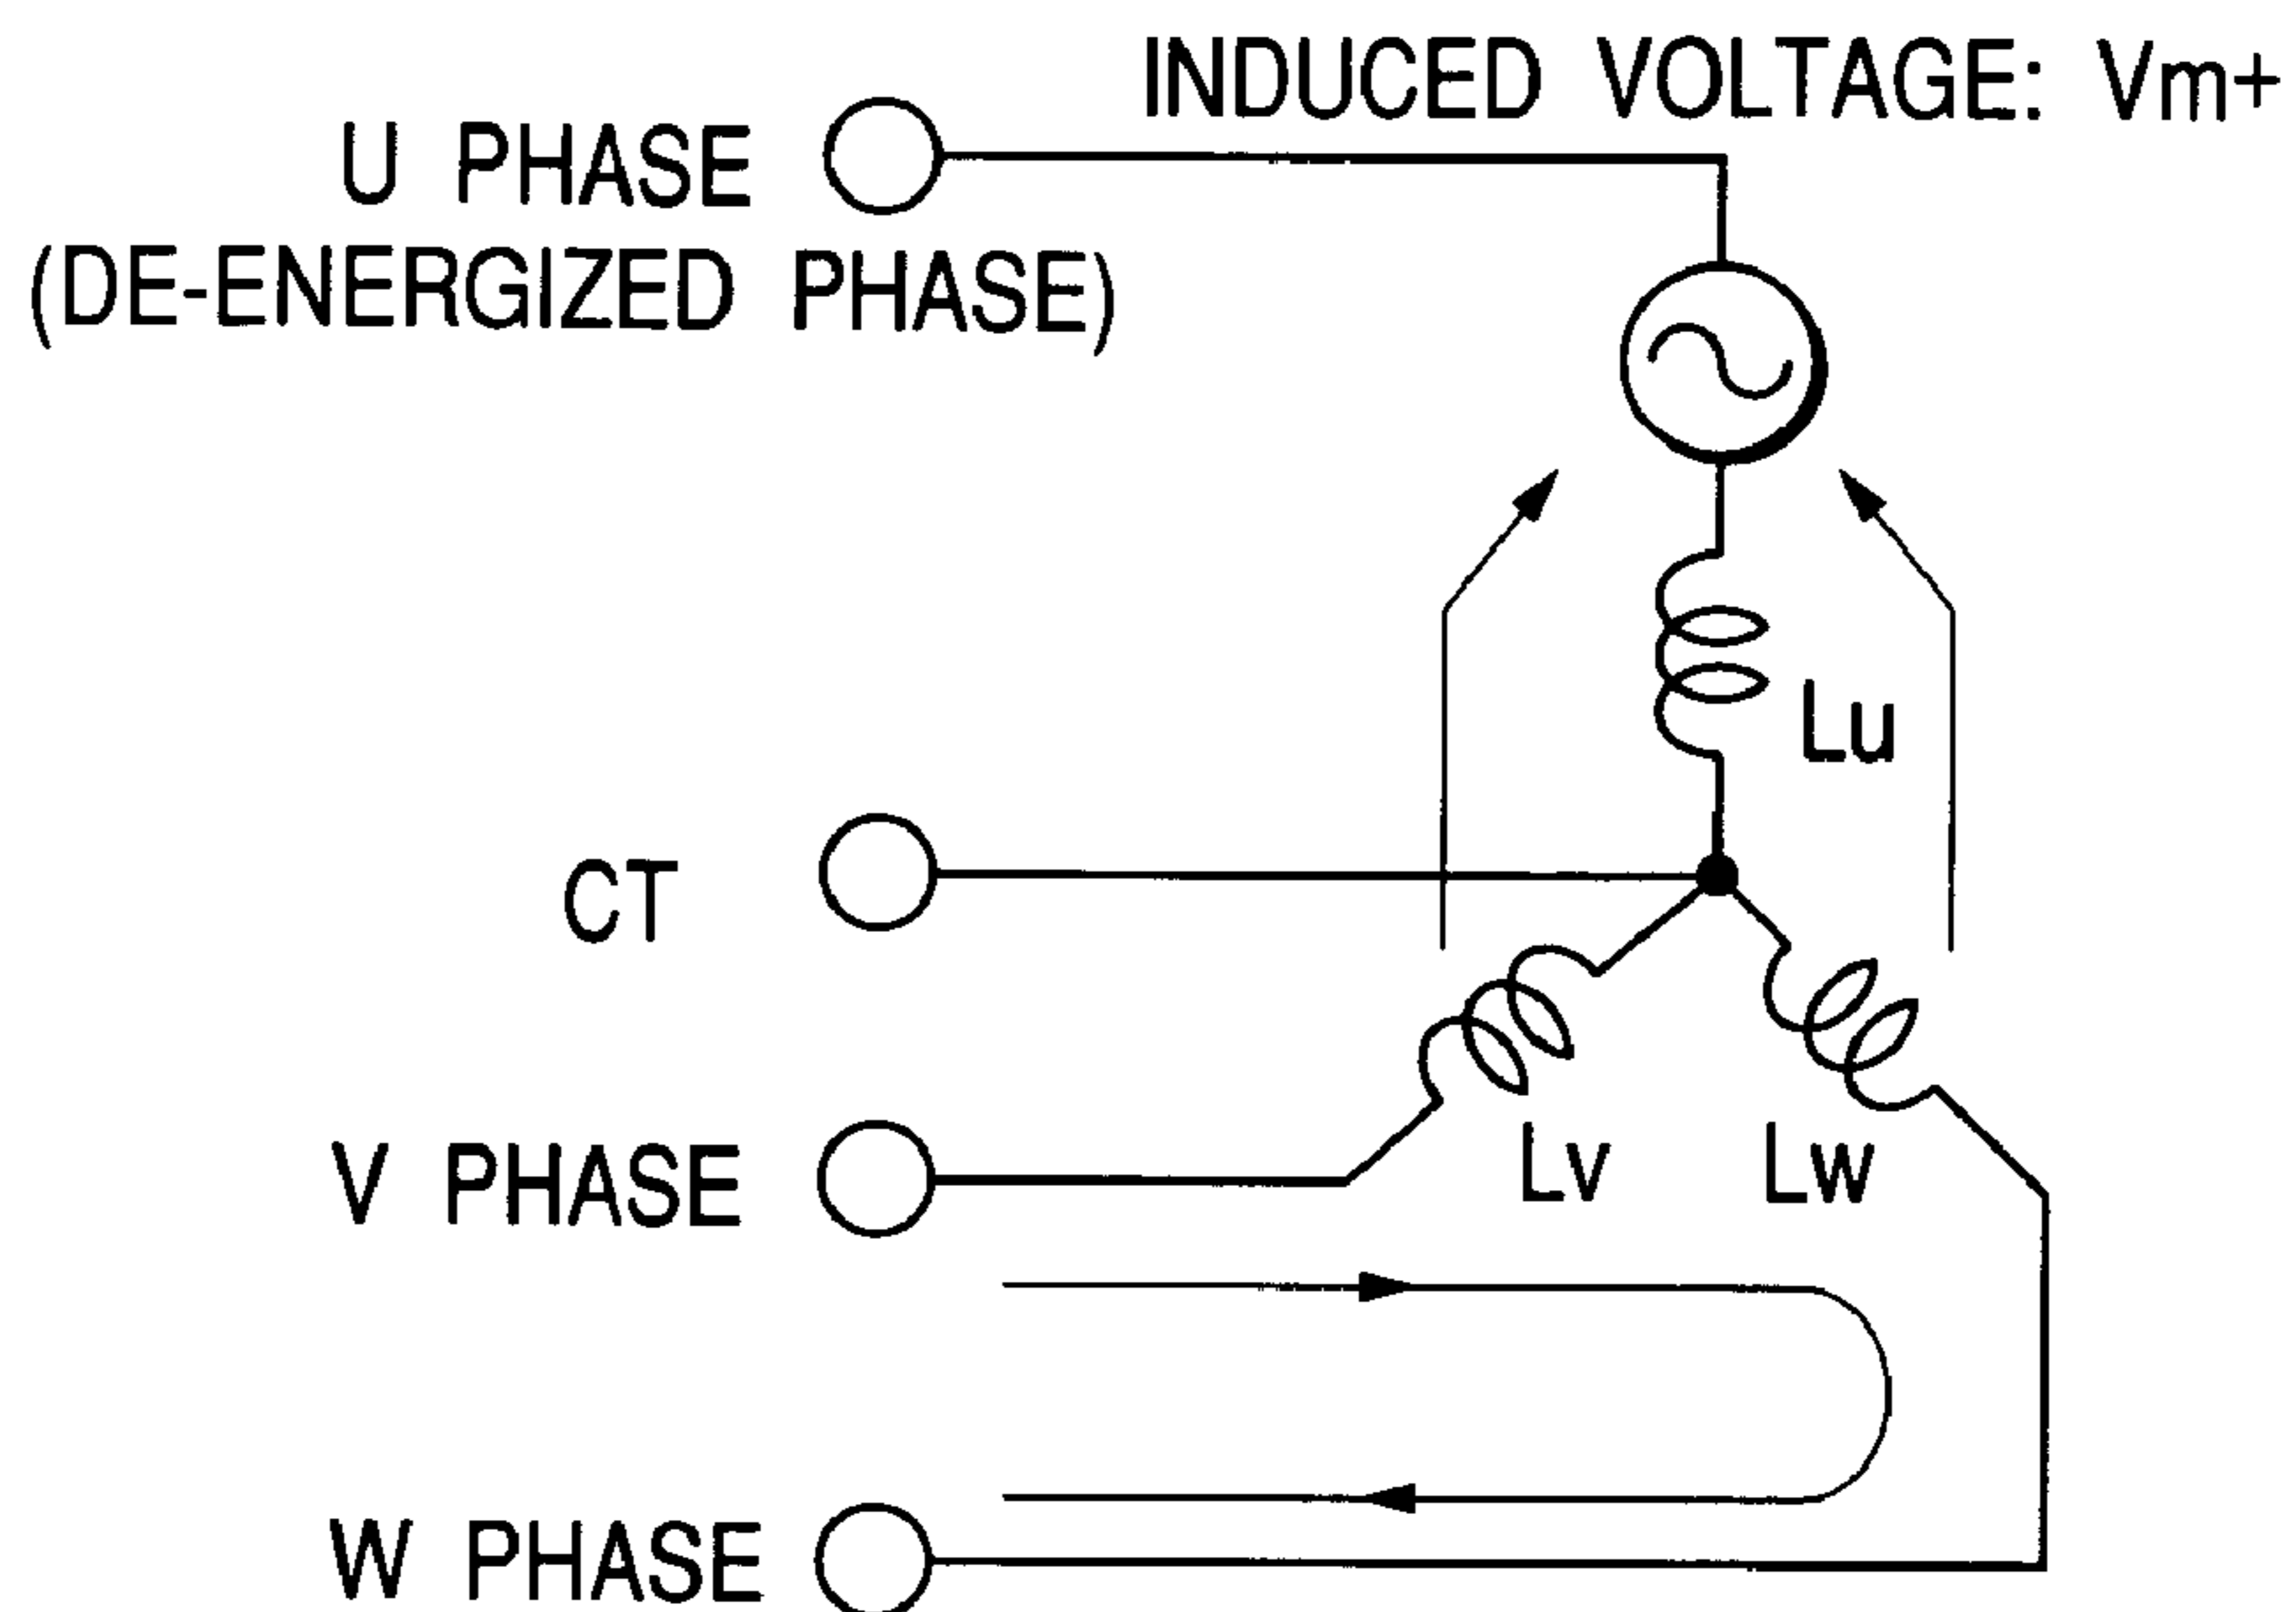 INDUCED VOLTAGE: Vm+
U PHASE
(DE-ENERGIZED PHASE)
Lu
CT
V PHASE
Lv
Lw
W PHASE